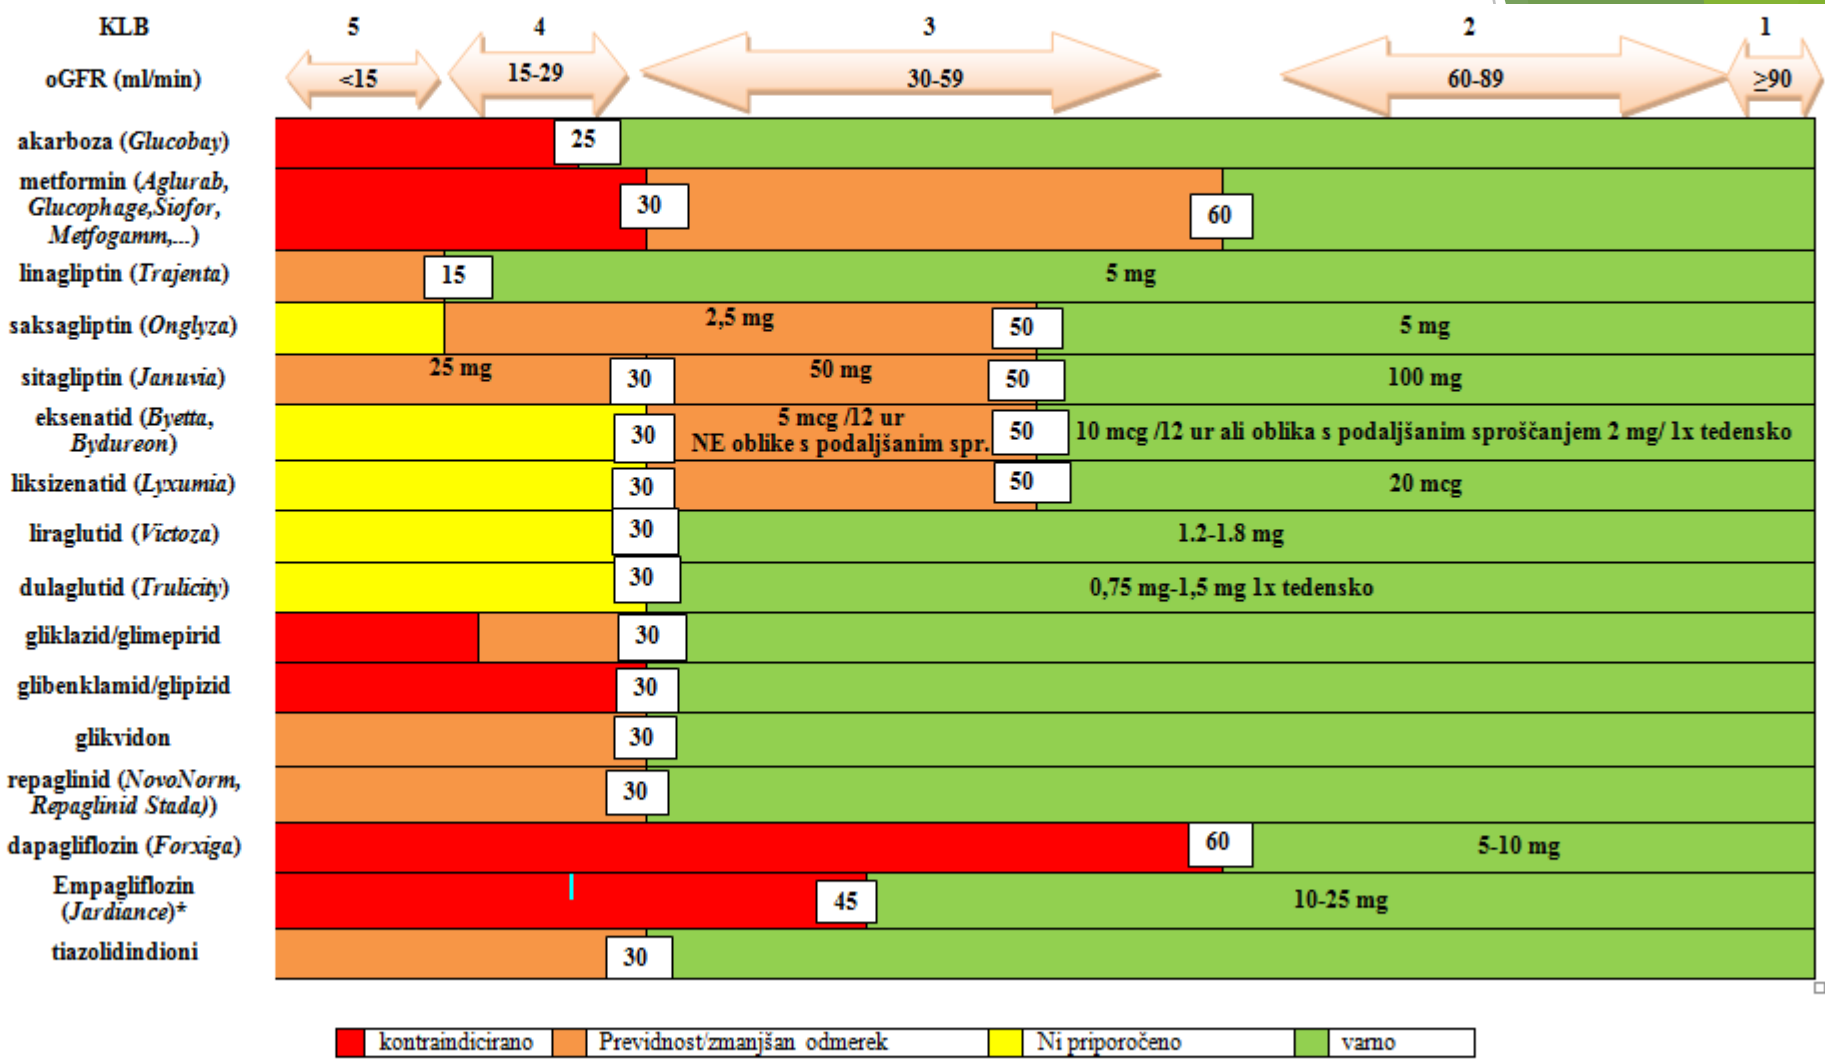 KLB 5 4 3 2 1
oGFR (ml/min) <15 15-29 30-59 60-89 ≥90
akarboza (Glucobay) 25
metformin (Aglurab,
Glucophage,Siofor,
Metfogamm,...) 30 60
linagliptin (Trajenta) 15 5 mg
saksagliptin (Onglyza) 2,5 mg 50 5 mg
sitagliptin (Januvia) 25 mg 30 50 mg 50 100 mg
eksenatid (Byetta,
Bydureon) 30
5 mcg /12 ur
NE oblike s podaljšanim spr.
50 10 mcg /12 ur ali oblika s podaljšanim sproščanjem 2 mg/ 1x tedensko
liksizenatid (Lyxumia) 30 50 20 mcg
liraglutid (Victoza) 30 1.2-1.8 mg
dulaglutid (Trulicity) 30 0,75 mg-1,5 mg 1x tedensko
gliklazid/glimepirid 30
glibenklamid/glipizid 30
glikvidon 30
repaglinid (NovoNorm,
Repaglinid Stada)) 30
dapagliflozin (Forxiga) 60 5-10 mg
Empagliflozin
(Jardiance)* 45 10-25 mg
tiazolidindioni 30
kontraindicirano Previdnost/zmanjšan odmerek Ni priporočeno varno